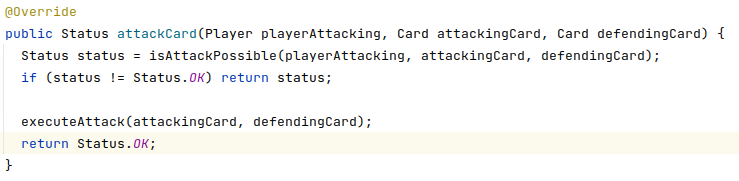 @Override
public Status attackCard(Player playerAttacking, Card attackingCard, Card defendingCard) {
  Status status = isAttackPossible(playerAttacking, attackingCard, defendingCard);
  if (status != Status.OK) return status;

  executeAttack(attackingCard, defendingCard);
  return Status.OK;
}